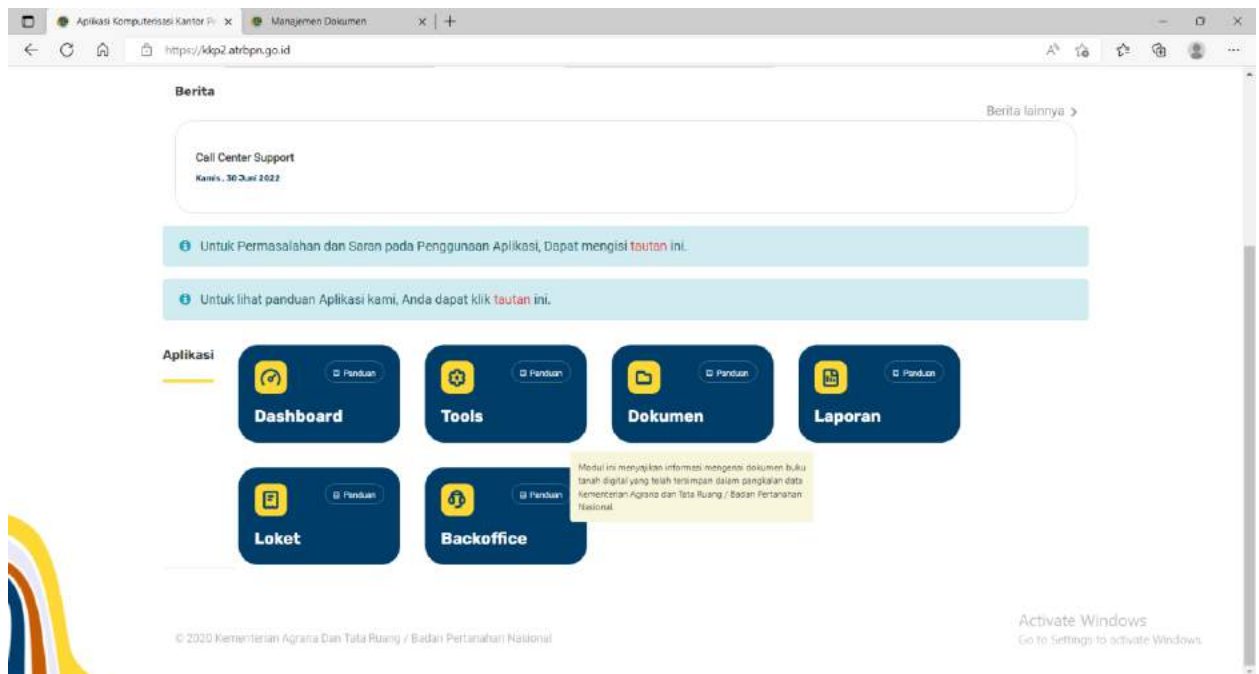 Aplikasi Komputerisasi Kantor Pe
Manajemen Dokumen
https://kkp2.atrbpn.go.id
Berita
Berita lainnya >
Call Center Support
Kamis, 30 Juni 2022
Untuk Permasalahan dan Saran pada Penggunaan Aplikasi, Dapat mengisi tautan ini.
Untuk lihat panduan Aplikasi kami, Anda dapat klik tautan ini.
Aplikasi
Panduan
Panduan
Panduan
Panduan
Dashboard
Tools
Dokumen
Laporan
Modul ini menyajikan informasi mengenai dokumen buku
tanah digital yang telah tersimpan dalam pangkalan data
Kementerian Agraria dan Tata Ruang / Badan Pertanahan
Nasional
Panduan
Panduan
Loket
Backoffice
© 2020 Kementerian Agraria Dan Tata Ruang / Badan Pertanahan Nasional
Activate Windows
Go to Settings to activate Windows.